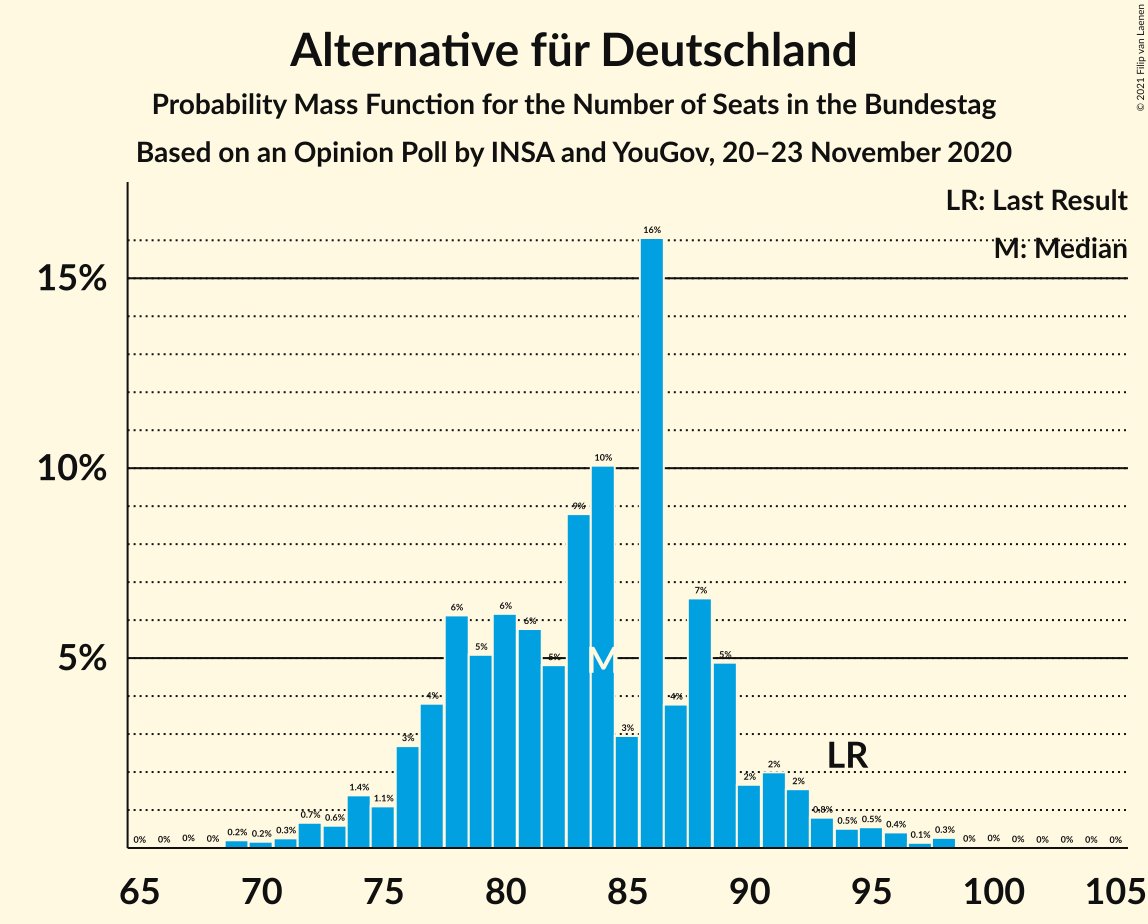 Alternative für Deutschland
Probability Mass Function for the Number of Seats in the Bundestag
Based on an Opinion Poll by INSA and YouGov, 20–23 November 2020
© 2021 Filip van Laenen
LR: Last Result
M: Median
15%
10%
5%
0% 0% 0% 0% 0.2% 0.2% 0.3% 0.7% 0.6% 1.4% 1.1% 3% 4% 6% 5% 6% 6% 5% 9% 10% 3% 16% 4% 7% 5% 2% 2% 2% 0.8% 0.5% 0.5% 0.4% 0.1% 0.3% 0% 0% 0% 0% 0% 0% 0%
M
LR
65 70 75 80 85 90 95 100 105